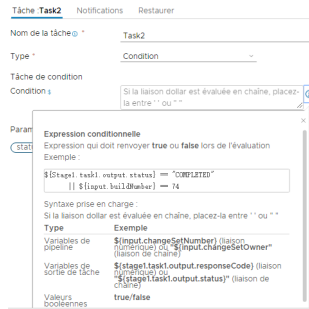 Tâche :Task2 Notifications Restaurer
Nom de la tâche * Task2
Type * Condition
Tâche de condition
Condition $ Si la liaison dollar est évaluée en chaîne, placez-
la entre ' ' ou " "
Param
Expression conditionnelle
Expression qui doit renvoyer true ou false lors de l'évaluation
Exemple :
${Stage1.task1.output.status} == "COMPLETED"
|| ${input.buildNumber} == 74
Syntaxe prise en charge :
Si la liaison dollar est évaluée en chaîne, placez-la entre ' ' ou " "
Type Exemple
Variables de pipeline ${input.changeSetNumber} (liaison
numérique) ou "${input.changeSetOwner"
(liaison de chaîne)
Variables de sortie de tâche ${stage1.task1.output.responseCode} (liaison
numérique) ou
"${stage1.task1.output.status}" (liaison de
chaîne)
Valeurs booléennes true/false